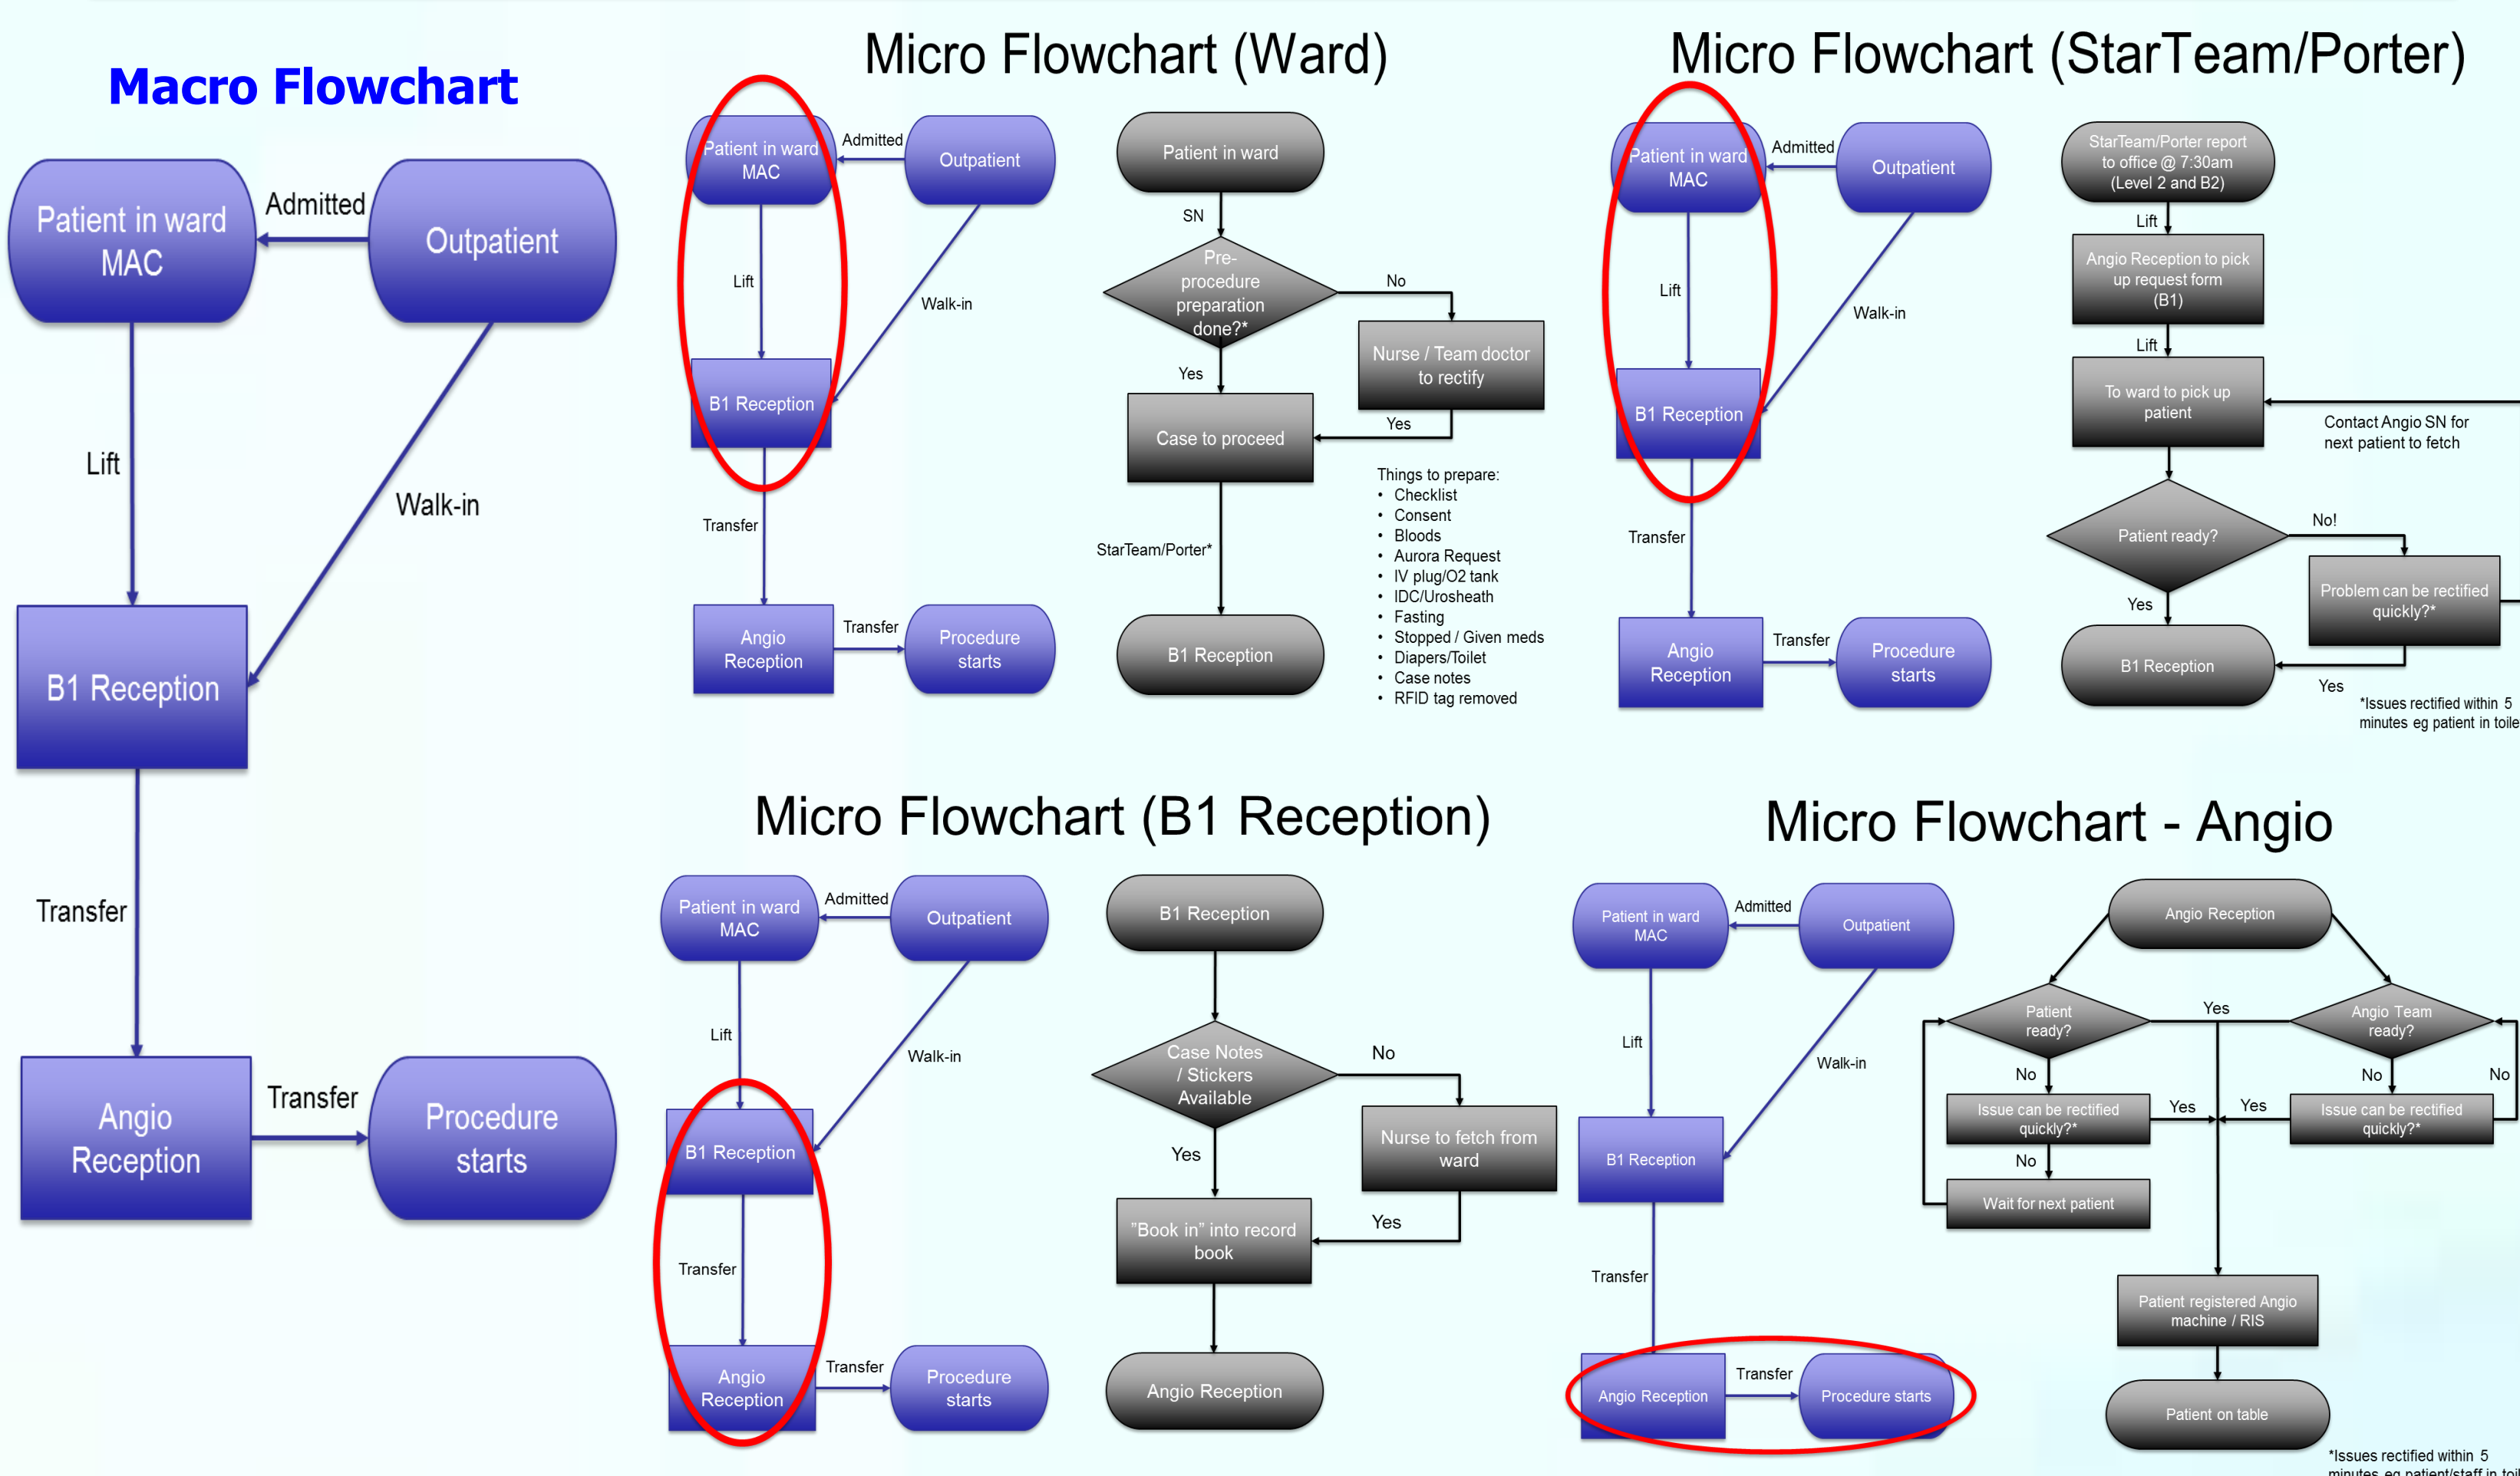 Macro Flowchart
Patient in ward
MAC
Admitted
Outpatient
Lift
Walk-in
B1 Reception
Transfer
Angio
Reception
Transfer
Procedure
starts
Micro Flowchart (Ward)
Patient in ward
MAC
Admitted
Outpatient
Lift
Walk-in
B1 Reception
Transfer
Angio
Reception
Transfer
Procedure
starts
Patient in ward
SN
Pre-
procedure
preparation
done?*
No
Nurse / Team doctor
to rectify
Yes
Yes
Case to proceed
StarTeam/Porter*
B1 Reception
Things to prepare:
• Checklist
• Consent
• Bloods
• Aurora Request
• IV plug/O2 tank
• IDC/Urosheath
• Fasting
• Stopped / Given meds
• Diapers/Toilet
• Case notes
• RFID tag removed
Micro Flowchart (StarTeam/Porter)
Patient in ward
MAC
Admitted
Outpatient
Lift
Walk-in
B1 Reception
Transfer
Angio
Reception
Transfer
Procedure
starts
StarTeam/Porter report
to office @ 7:30am
(Level 2 and B2)
Lift
Angio Reception to pick
up request form
(B1)
Lift
To ward to pick up
patient
Contact Angio SN for
next patient to fetch
Patient ready?
No!
Problem can be rectified
quickly?*
Yes
B1 Reception
Yes
*Issues rectified within 5
minutes eg patient in toile
Micro Flowchart (B1 Reception)
Patient in ward
MAC
Admitted
Outpatient
Lift
Walk-in
B1 Reception
Transfer
Angio
Reception
Transfer
Procedure
starts
B1 Reception
Case Notes
/ Stickers
Available
No
Nurse to fetch from
ward
Yes
Yes
"Book in" into record
book
Angio Reception
Micro Flowchart - Angio
Patient in ward
MAC
Admitted
Outpatient
Lift
Walk-in
B1 Reception
Transfer
Angio Reception
Transfer
Procedure starts
Angio Reception
Patient
ready?
Yes
Angio Team
ready?
No
No
No
Issue can be rectified
quickly?*
Yes
Yes
Issue can be rectified
quickly?*
No
Wait for next patient
Patient registered Angio
machine / RIS
Patient on table
*Issues rectified within 5
minutes eg patient/staff in toil